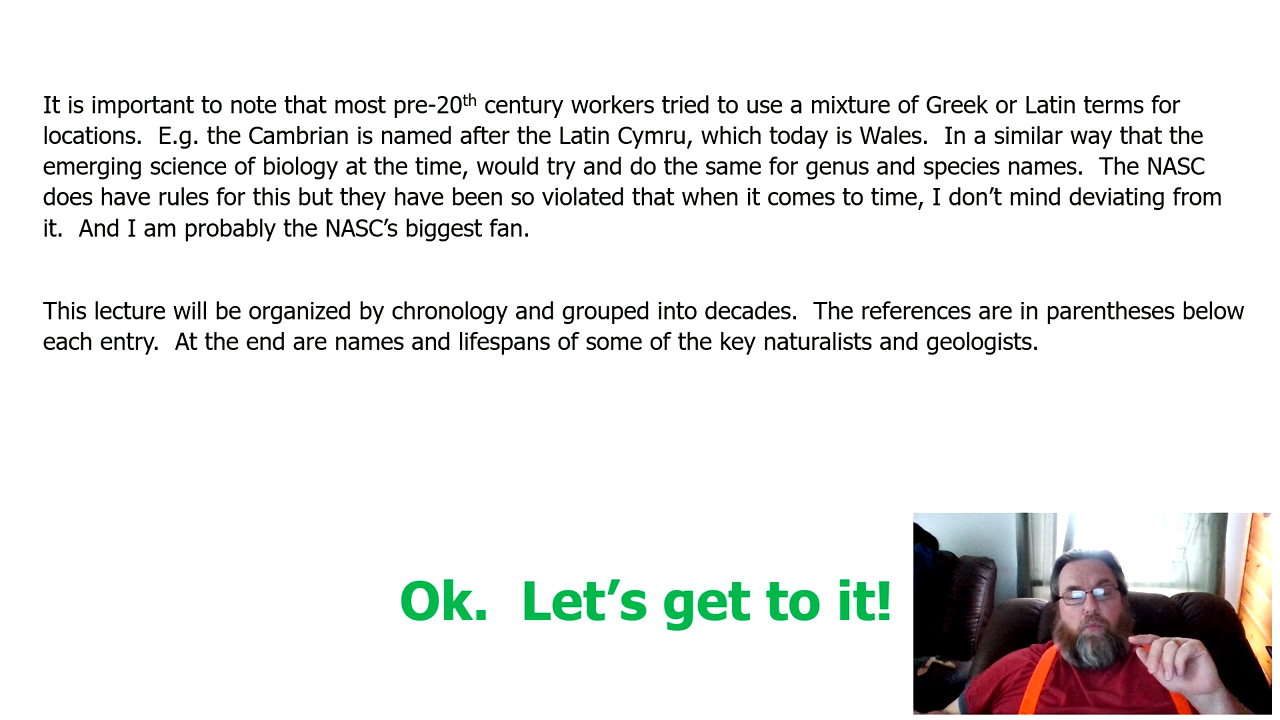 It is important to note that most pre-20th century workers tried to use a mixture of Greek or Latin terms for
locations.  E.g. the Cambrian is named after the Latin Cymru, which today is Wales.  In a similar way that the
emerging science of biology at the time, would try and do the same for genus and species names.  The NASC
does have rules for this but they have been so violated that when it comes to time, I don’t mind deviating from
it.  And I am probably the NASC’s biggest fan.
This lecture will be organized by chronology and grouped into decades.  The references are in parentheses below
each entry.  At the end are names and lifespans of some of the key naturalists and geologists.
Ok.  Let’s get to it!